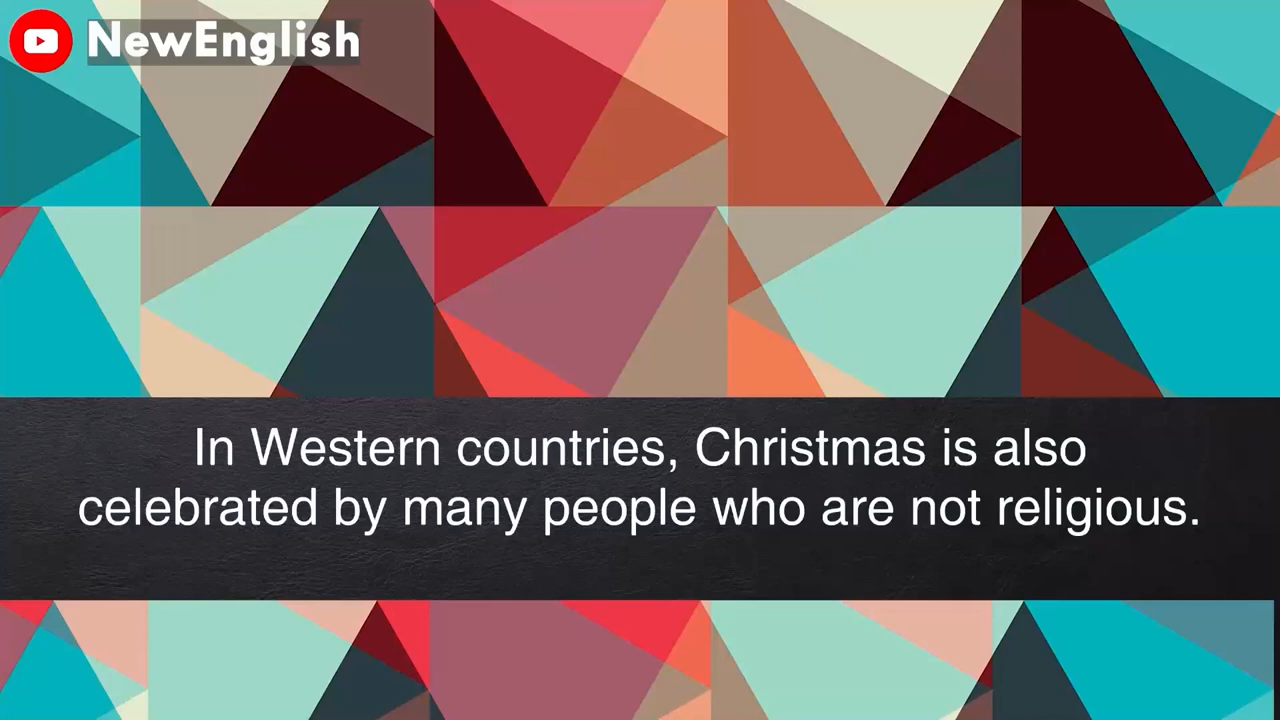 NewEnglish
In Western countries, Christmas is also
celebrated by many people who are not religious.